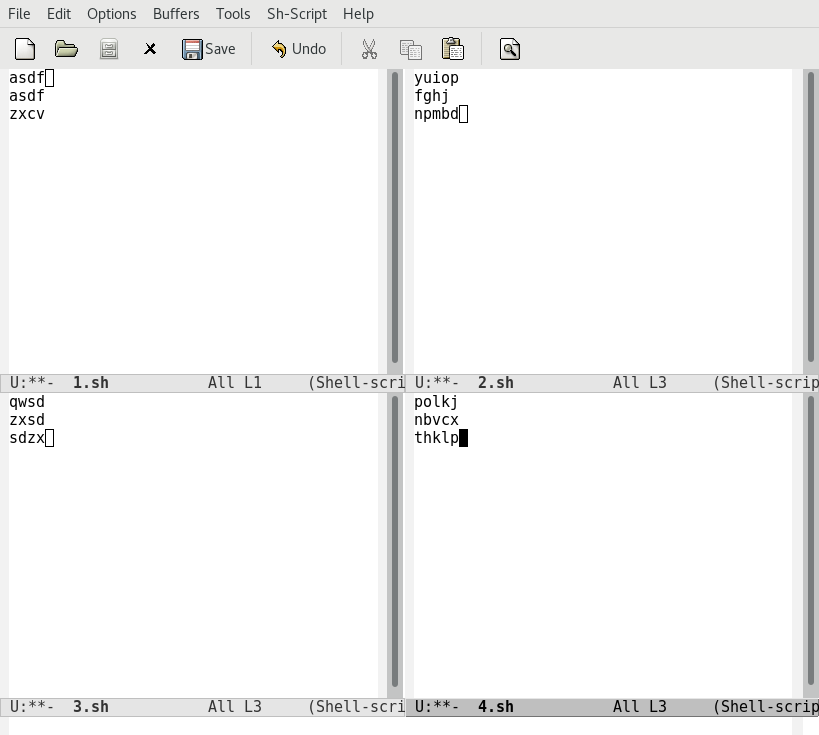 File Edit Options Buffers Tools Sh-Script Help
Save Undo
asdf
asdf
zxcv
U:**- 1.sh All L1 (Shell-scri
yuiop
fghj
npmbd
U:**- 2.sh All L3 (Shell-scrip
qwsd
zxsd
sdzx
U:**- 3.sh All L3 (Shell-scri
polkj
nbvcx
thklp
U:**- 4.sh All L3 (Shell-scrip